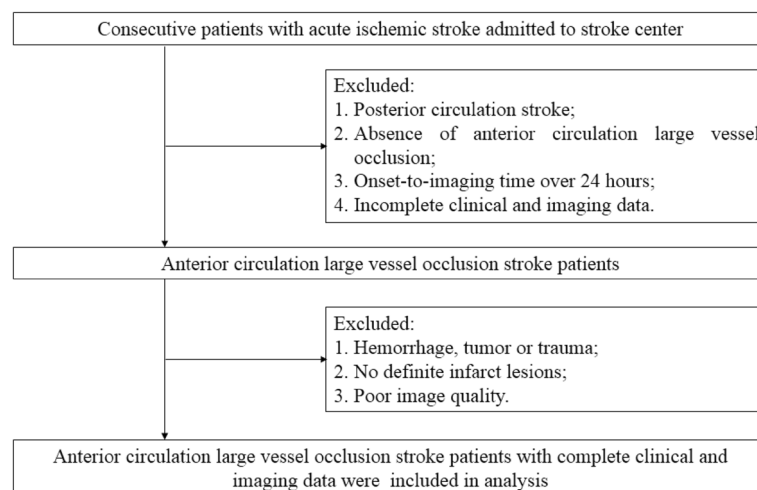 Consecutive patients with acute ischemic stroke admitted to stroke center
Excluded:
1. Posterior circulation stroke;
2. Absence of anterior circulation large vessel
occlusion;
3. Onset-to-imaging time over 24 hours;
4. Incomplete clinical and imaging data.
Anterior circulation large vessel occlusion stroke patients
Excluded:
1. Hemorrhage, tumor or trauma;
2. No definite infarct lesions;
3. Poor image quality.
Anterior circulation large vessel occlusion stroke patients with complete clinical and
imaging data were included in analysis